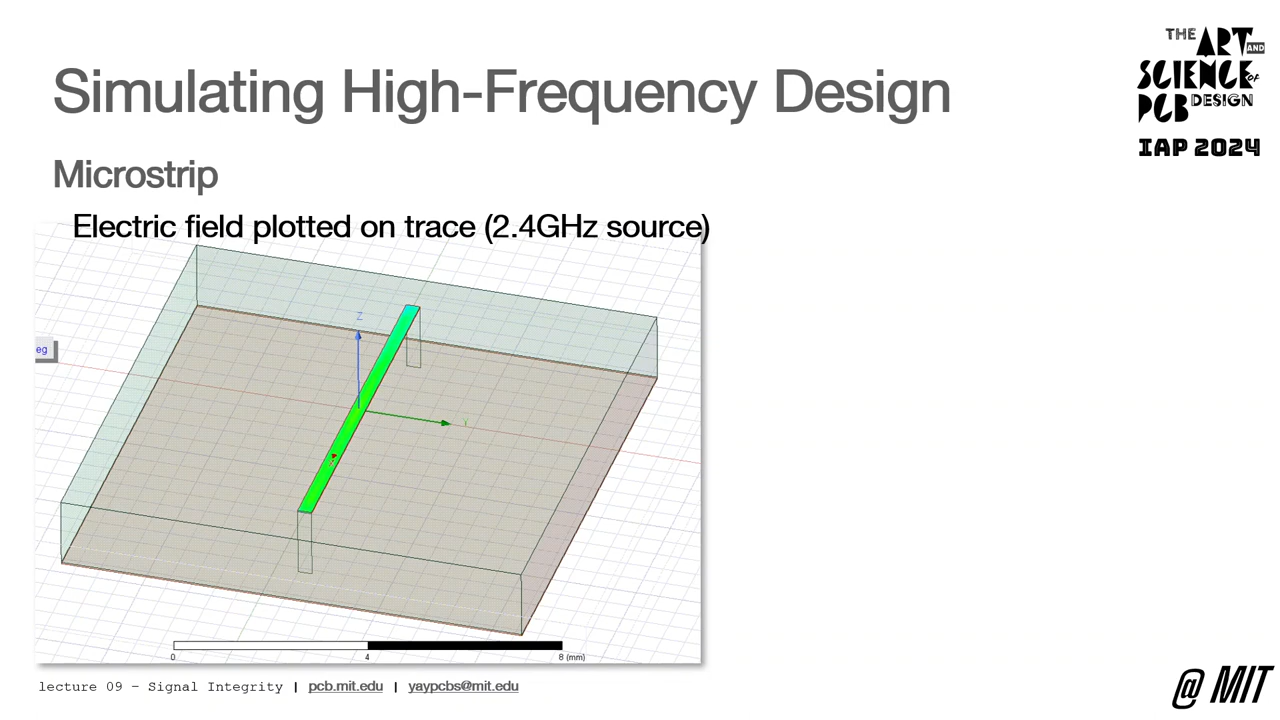 Simulating High-Frequency Design
THE ART AND
SCIENCE OF
PCB DESIGN
IAP 2024
Microstrip
Electric field plotted on trace (2.4GHz source)
Z
eg
Y
0 4 8 (mm)
lecture 09 – Signal Integrity | pcb.mit.edu | yaypcbs@mit.edu
@ MIT